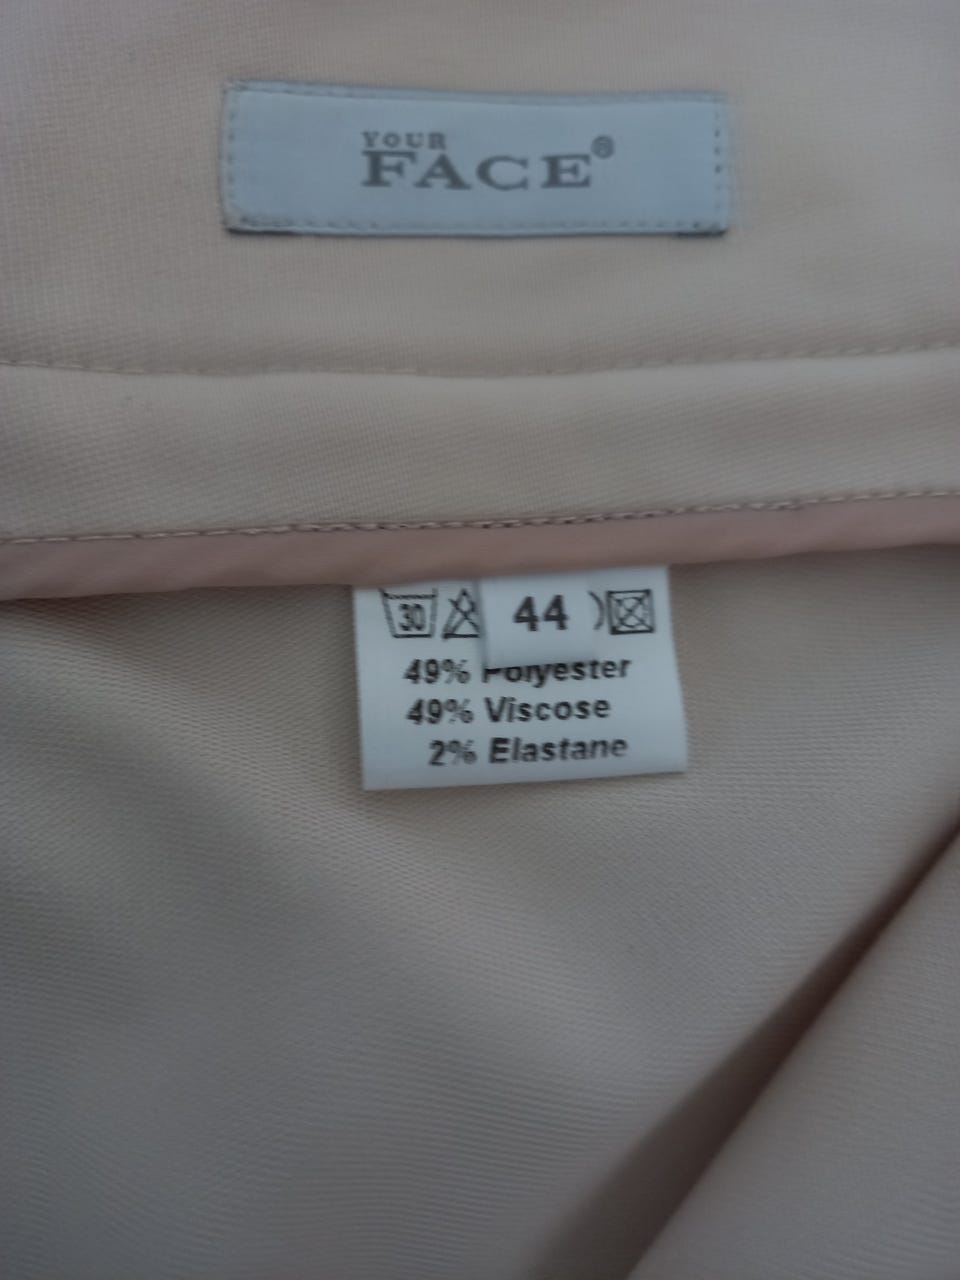 YOUR
FACE®
30
44
49% Polyester
49% Viscose
2% Elastane